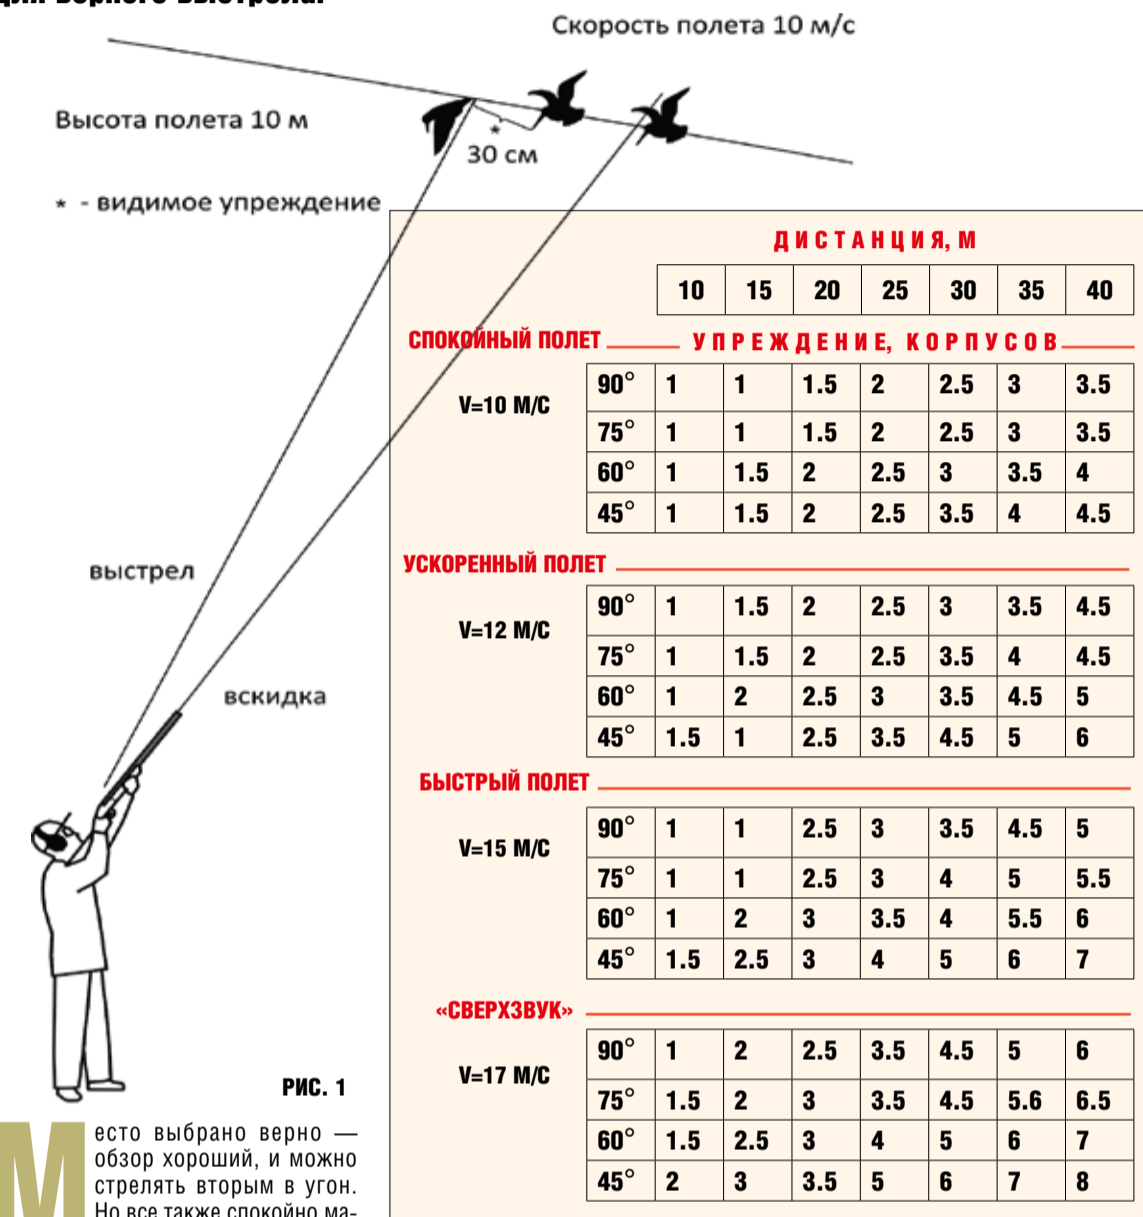 для верного выстрела.
Скорость полета 10 м/с
Высота полета 10 м
*
30 см
* - видимое упреждение
выстрел
вскидка
РИС. 1
ДИСТАНЦИЯ, М
10 15 20 25 30 35 40
СПОКОЙНЫЙ ПОЛЕТ УПРЕЖДЕНИЕ, КОРПУСОВ
V=10 М/С
90° 1 1 1.5 2 2.5 3 3.5
75° 1 1 1.5 2 2.5 3 3.5
60° 1 1.5 2 2.5 3 3.5 4
45° 1 1.5 2 2.5 3.5 4 4.5
УСКОРЕННЫЙ ПОЛЕТ
V=12 М/С
90° 1 1.5 2 2.5 3 3.5 4.5
75° 1 1.5 2 2.5 3.5 4 4.5
60° 1 2 2.5 3 3.5 4.5 5
45° 1.5 1 2.5 3.5 4.5 5 6
БЫСТРЫЙ ПОЛЕТ
V=15 М/С
90° 1 1 2.5 3 3.5 4.5 5
75° 1 1 2.5 3 4 5 5.5
60° 1 2 3 3.5 4 5.5 6
45° 1.5 2.5 3 4 5 6 7
«СВЕРХЗВУК»
V=17 М/С
90° 1 2 2.5 3.5 4.5 5 6
75° 1.5 2 3 3.5 4.5 5.6 6.5
60° 1.5 2.5 3 4 5 6 7
45° 2 3 3.5 5 6 7 8
Место выбрано верно —
обзор хороший, и можно
стрелять вторым в угон.
Но все также спокойно ма-